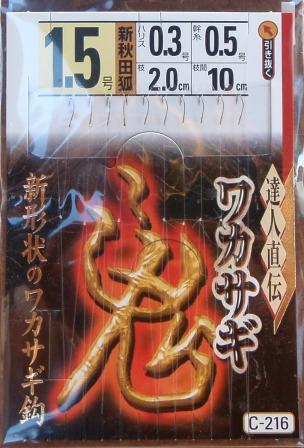 1.5号
新秋田狐
ハリス 0.3号
幹糸 0.5号
枝 2.0cm
枝間 10cm
引き抜く
達人直伝
ワカサギ
鬼
新形状のワカサギ鈎
C-216